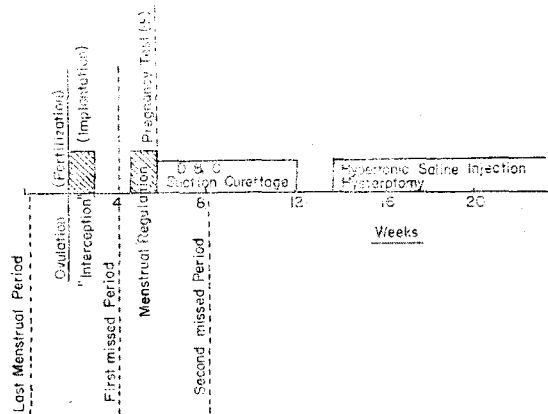 Ovulation (Fertilization)
"Interception" (Implantation)
Menstrual Regulation
Pregnancy Test (+)
D & C
Suction Curettage
Hypertonic Saline Injection
Hysterotomy
4
8
12
16
20
Weeks
Last Menstrual Period
First missed Period
Second missed Period